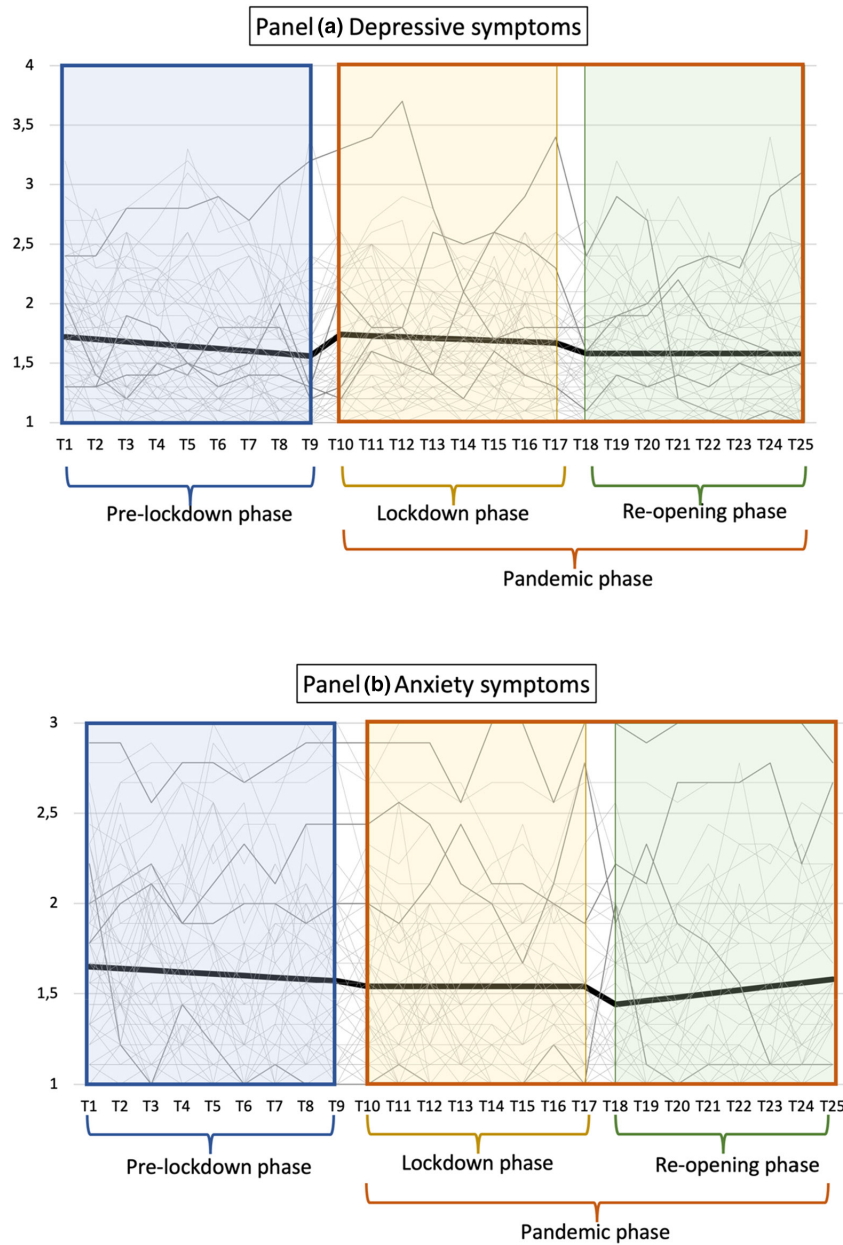 Panel (a) Depressive symptoms
4
3,5
3
2,5
2
1,5
1
T1 T2 T3 T4 T5 T6 T7 T8 T9 T10 T11 T12 T13 T14 T15 T16 T17 T18 T19 T20 T21 T22 T23 T24 T25
Pre-lockdown phase Lockdown phase Re-opening phase
Pandemic phase
Panel (b) Anxiety symptoms
3
2,5
2
1,5
1
T1 T2 T3 T4 T5 T6 T7 T8 T9 T10 T11 T12 T13 T14 T15 T16 T17 T18 T19 T20 T21 T22 T23 T24 T25
Pre-lockdown phase Lockdown phase Re-opening phase
Pandemic phase